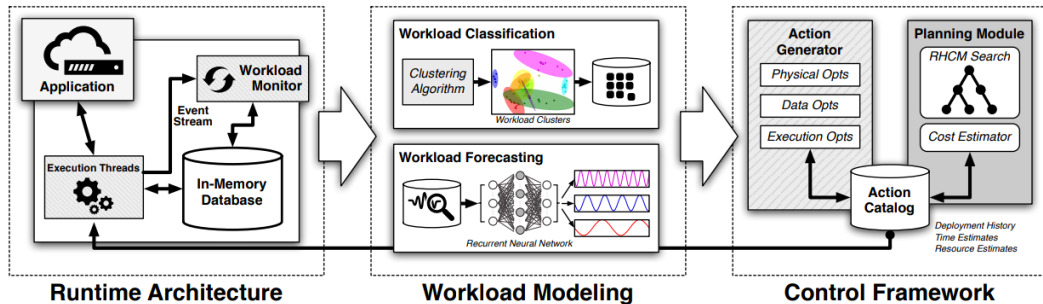 Application
Workload
Monitor
Event
Stream
Execution Threads
In-Memory
Database
Runtime Architecture
Workload Classification
Clustering
Algorithm
Workload Clusters
Workload Forecasting
Recurrent Neural Network
Workload Modeling
Action
Generator
Physical Opts
Data Opts
Execution Opts
Planning Module
RHCM Search
Cost Estimator
Action
Catalog
Deployment History
Time Estimates
Resource Estimates
Control Framework